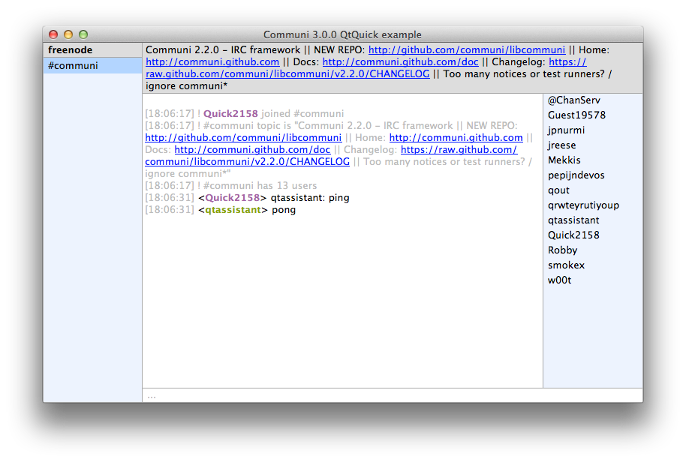 Communi 3.0.0 QtQuick example
freenode
#communi
Communi 2.2.0 - IRC framework || NEW REPO: http://github.com/communi/libcommuni || Home:
http://communi.github.com || Docs: http://communi.github.com/doc || Changelog: https://
raw.github.com/communi/libcommuni/v2.2.0/CHANGELOG || Too many notices or test runners? /
ignore communi*
[18:06:17] ! Quick2158 joined #communi
[18:06:17] ! #communi topic is "Communi 2.2.0 - IRC framework || NEW REPO:
http://github.com/communi/libcommuni || Home: http://communi.github.com ||
Docs: http://communi.github.com/doc || Changelog: https://raw.github.com/
communi/libcommuni/v2.2.0/CHANGELOG || Too many notices or test runners? /
ignore communi*"
[18:06:17] ! #communi has 13 users
[18:06:31] <Quick2158> qtassistant: ping
[18:06:31] <qtassistant> pong
...
@ChanServ
Guest19578
jpnurmi
jreese
Mekkis
pepijndevos
qout
qrwteyrutiyoup
qtassistant
Quick2158
Robby
smokex
w00t